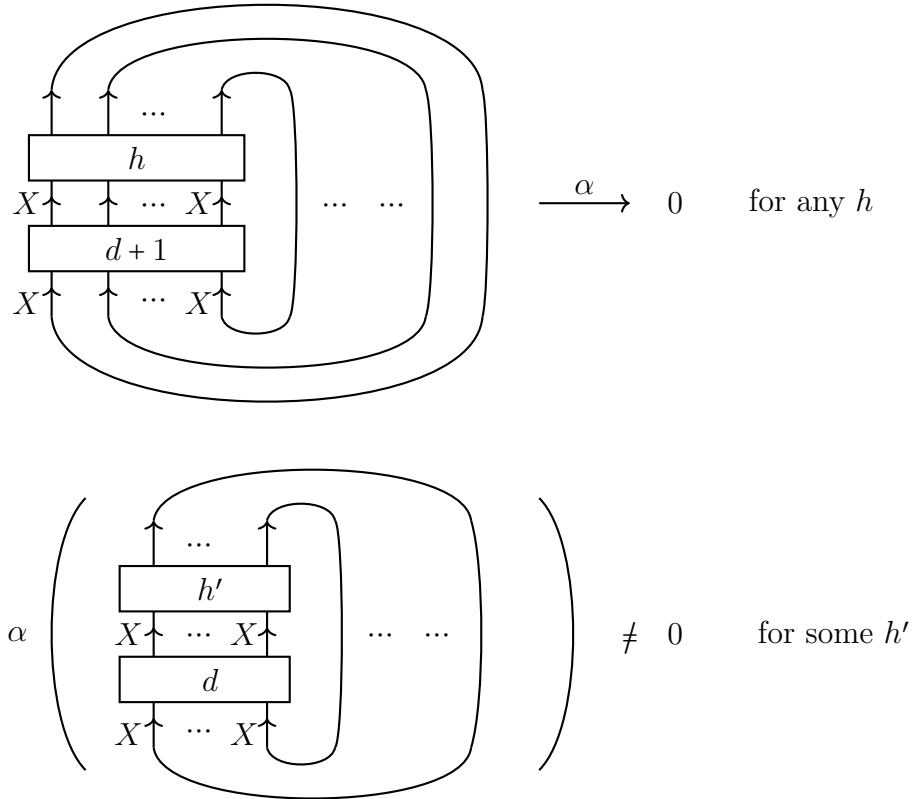 ...
h
X ... X ... ... α 0 for any h
d + 1
X ... X
...
h′
α X ... X ... ... ≠ 0 for some h′
d
X ... X